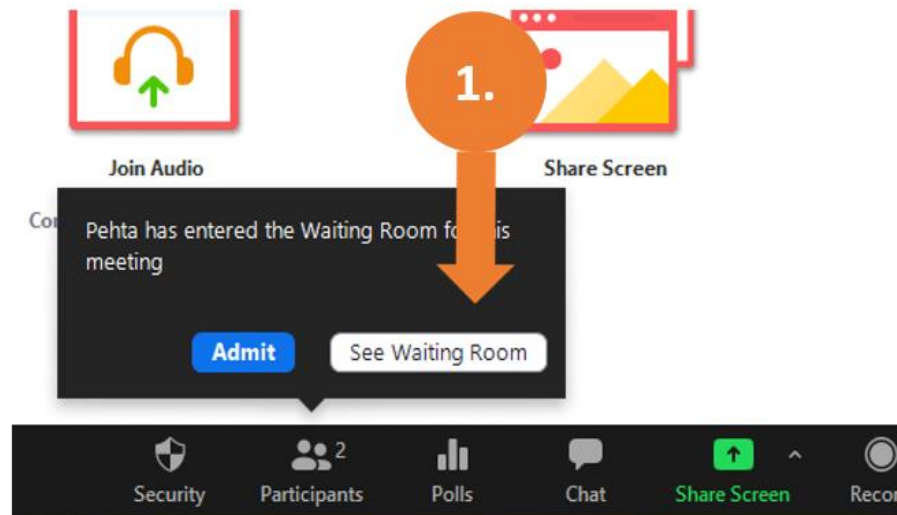 1.
Join Audio
Share Screen
Pehta has entered the Waiting Room
meeting
Admit
See Waiting Room
2
Security
Participants
Polls
Chat
Share Screen